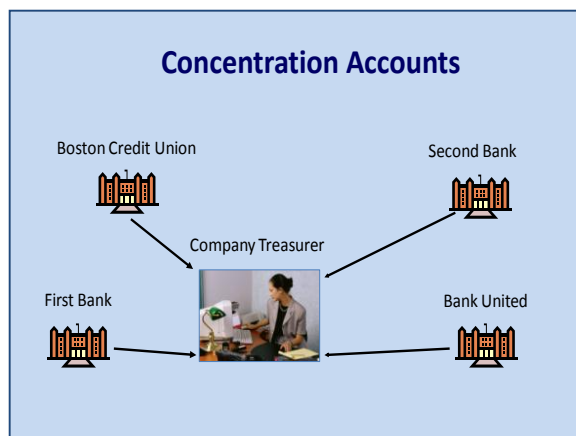 Concentration Accounts
Boston Credit Union
Second Bank
Company Treasurer
First Bank
Bank United